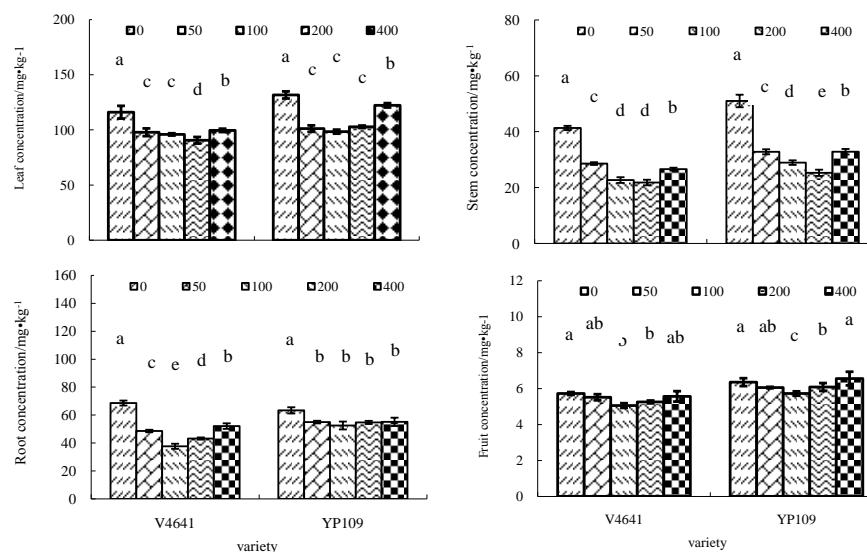 0 50 100 200 400
Leaf concentration/mg•kg-1
200
150
100
50
0
a c c d b
a c c c b
0 50 100 200 400
Stem concentration/mg•kg-1
80
60
40
20
0
a c d d b
a c d e b
0 50 100 200 400
Root concentration/mg•kg-1
160
140
120
100
80
60
40
20
0
a c e d b
a b b b b
V4641 YP109
variety
0 50 100 200 400
Fruit concentration/mg•kg-1
12
10
8
6
4
2
0
a ab b ab
a ab c b a
V4641 YP109
variety